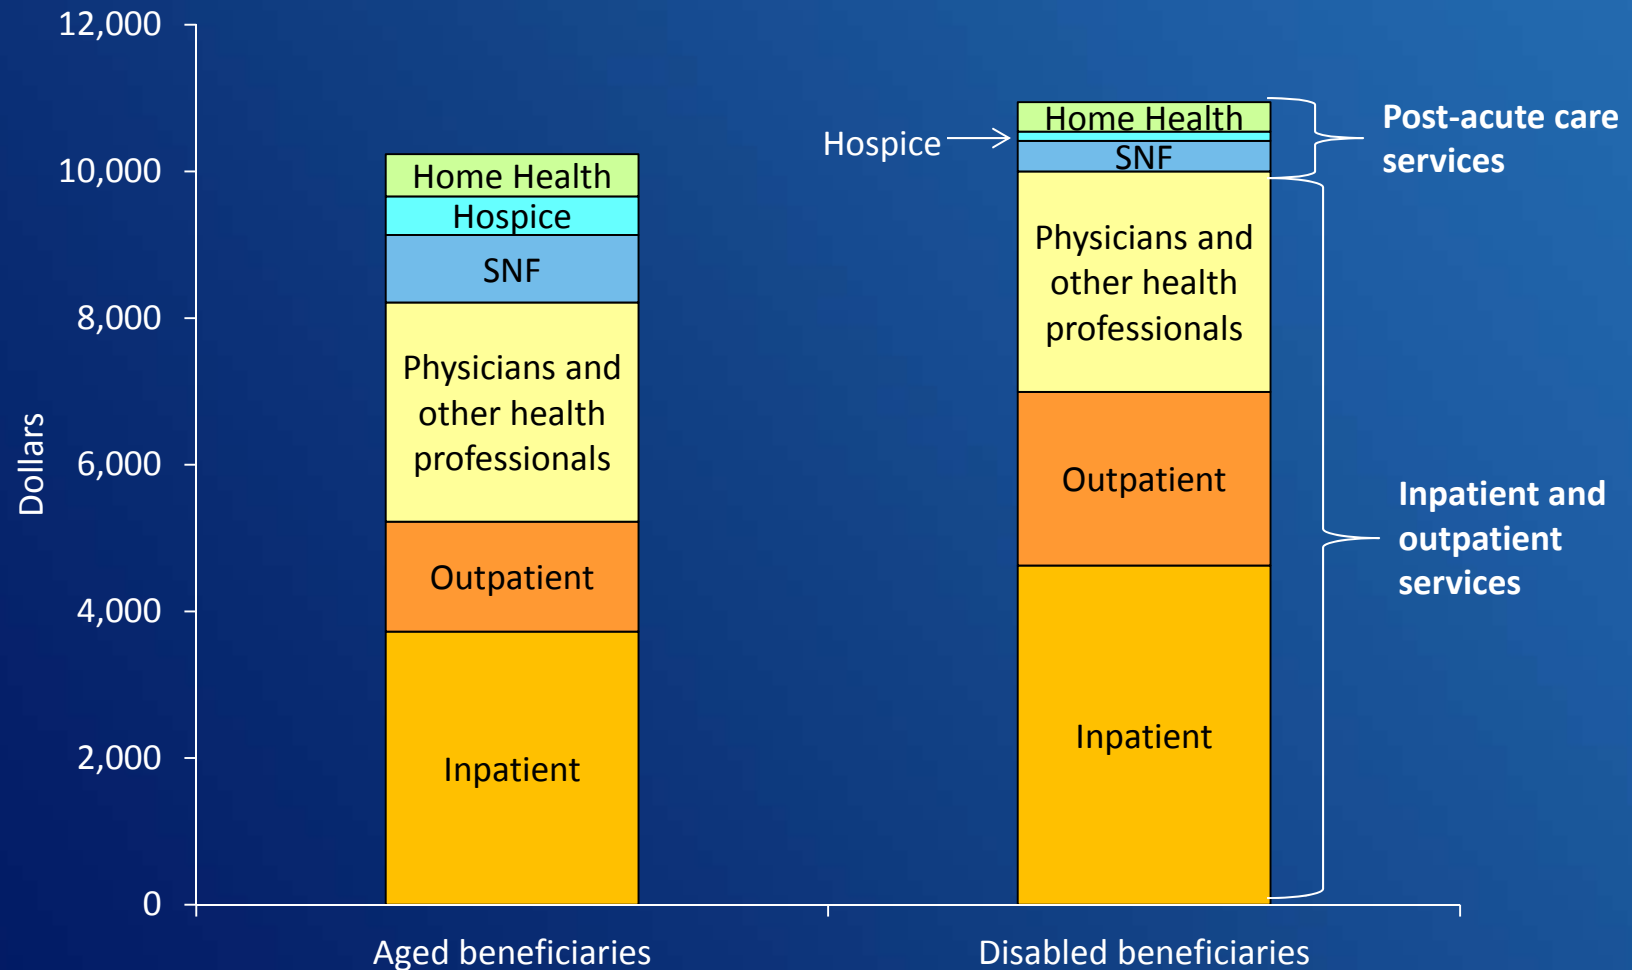 12,000
10,000
8,000
6,000
4,000
2,000
0
Dollars
Home Health
Hospice
SNF
Physicians and
other health
professionals
Outpatient
Inpatient
Aged beneficiaries
Hospice
Home Health
SNF
Physicians and
other health
professionals
Outpatient
Inpatient
Disabled beneficiaries
Post-acute care
services
Inpatient and
outpatient
services